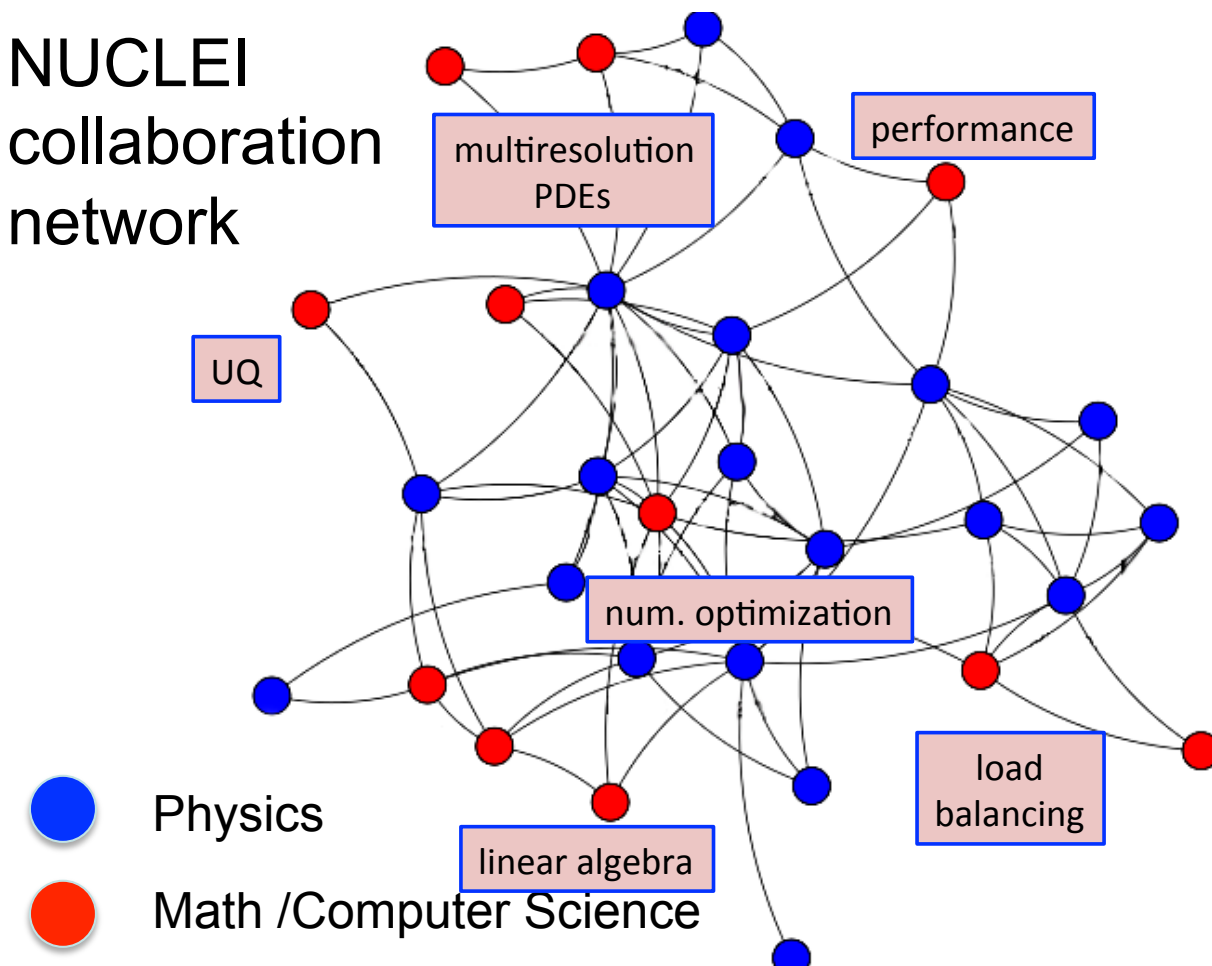 NUCLEI
collaboration
network
multiresolution
PDEs
performance
UQ
num. optimization
load
balancing
linear algebra
Physics
Math /Computer Science